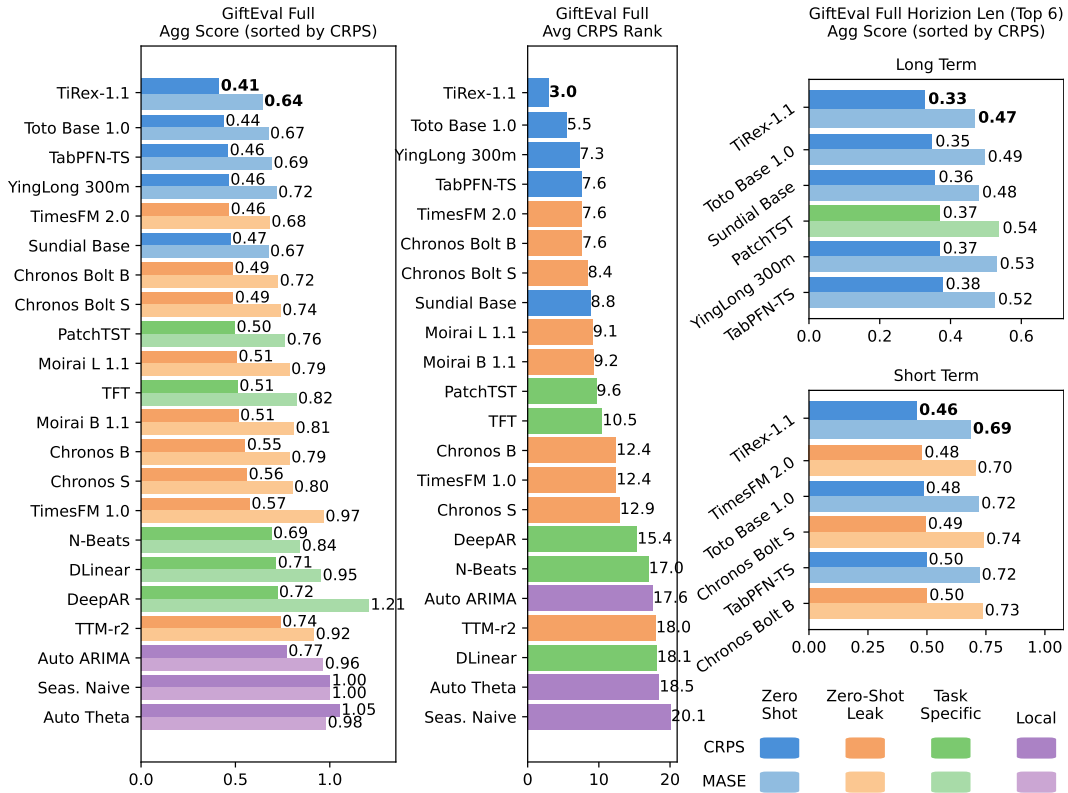 GiftEval Full
Agg Score (sorted by CRPS)
TiRex-1.1
0.41
0.64
Toto Base 1.0
0.44
0.67
TabPFN-TS
0.46
0.69
YingLong 300m
0.46
0.72
TimesFM 2.0
0.46
0.68
Sundial Base
0.47
0.67
Chronos Bolt B
0.49
0.72
Chronos Bolt S
0.49
0.74
PatchTST
0.50
0.76
Moirai L 1.1
0.51
0.79
TFT
0.51
0.82
Moirai B 1.1
0.51
0.81
Chronos B
0.55
0.79
Chronos S
0.56
0.80
TimesFM 1.0
0.57
0.97
N-Beats
0.69
0.84
DLinear
0.71
0.95
DeepAR
0.72
1.21
TTM-r2
0.74
0.92
Auto ARIMA
0.77
0.96
Seas. Naive
1.00
1.00
Auto Theta
1.05
0.98
0.0 0.5 1.0
GiftEval Full
Avg CRPS Rank
TiRex-1.1 3.0
Toto Base 1.0 5.5
YingLong 300m 7.3
TabPFN-TS 7.6
TimesFM 2.0 7.6
Chronos Bolt B 7.6
Chronos Bolt S 8.4
Sundial Base 8.8
Moirai L 1.1 9.1
Moirai B 1.1 9.2
PatchTST 9.6
TFT 10.5
Chronos B 12.4
TimesFM 1.0 12.4
Chronos S 12.9
DeepAR 15.4
N-Beats 17.0
Auto ARIMA 17.6
TTM-r2 18.0
DLinear 18.1
Auto Theta 18.5
Seas. Naive 20.1
0 10 20
GiftEval Full Horizion Len (Top 6)
Agg Score (sorted by CRPS)
Long Term
TiRex-1.1
0.33
0.47
Toto Base 1.0
0.35
0.49
Sundial Base
0.36
0.48
PatchTST
0.37
0.54
YingLong 300m
0.37
0.53
TabPFN-TS
0.38
0.52
0.0 0.2 0.4 0.6
Short Term
TiRex-1.1
0.46
0.69
TimesFM 2.0
0.48
0.70
Toto Base 1.0
0.48
0.72
Chronos Bolt S
0.49
0.74
TabPFN-TS
0.50
0.72
Chronos Bolt B
0.50
0.73
0.00 0.25 0.50 0.75 1.00
Zero
Shot
Zero-Shot
Leak
Task
Specific
Local
CRPS
MASE